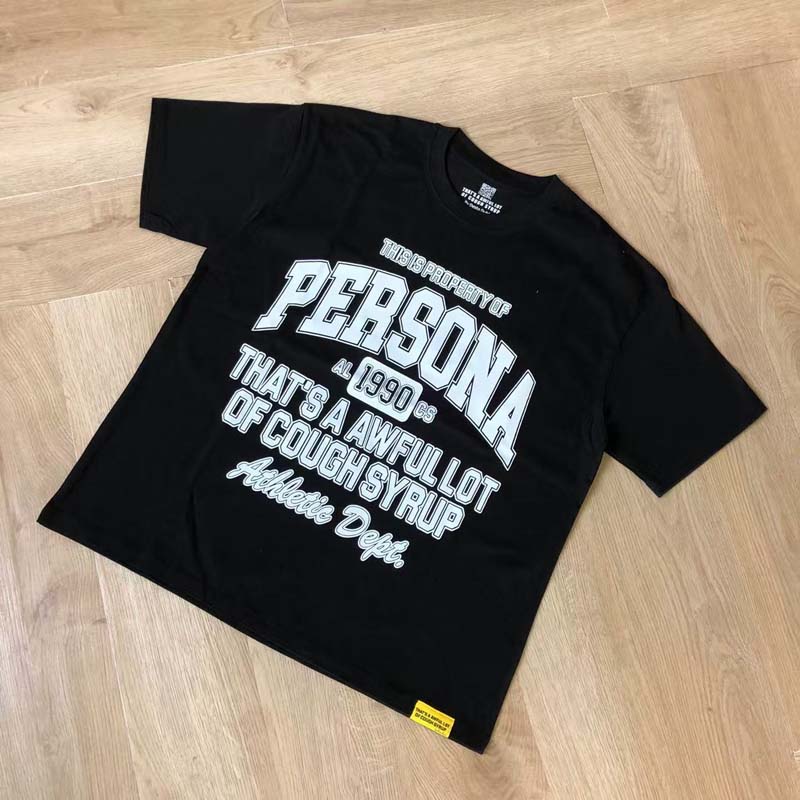 THAT'S A AWFUL LOT
OF COUGH SYRUP
THIS IS PROPERTY OF
PERSONA
AL 1990 CS
THAT'S A AWFUL LOT
OF COUGH SYRUP
Athletic Dept.
THAT'S A AWFUL LOT
OF COUGH SYRUP